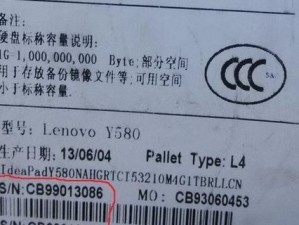 备注:
硬盘标称容量说明:
1G=1,000,000,000 Byte;部分空间
用于存放备份镜像文件等;可用空间
小于标称容量。
CCC
S&E
型号: Lenovo Y580
生产日期:13/06/04 Pallet Type: L4
IdeaPadY580NAHGRTCI53210M4G1TBRLLCN
S/N:CB99013086 MO: CB93060453